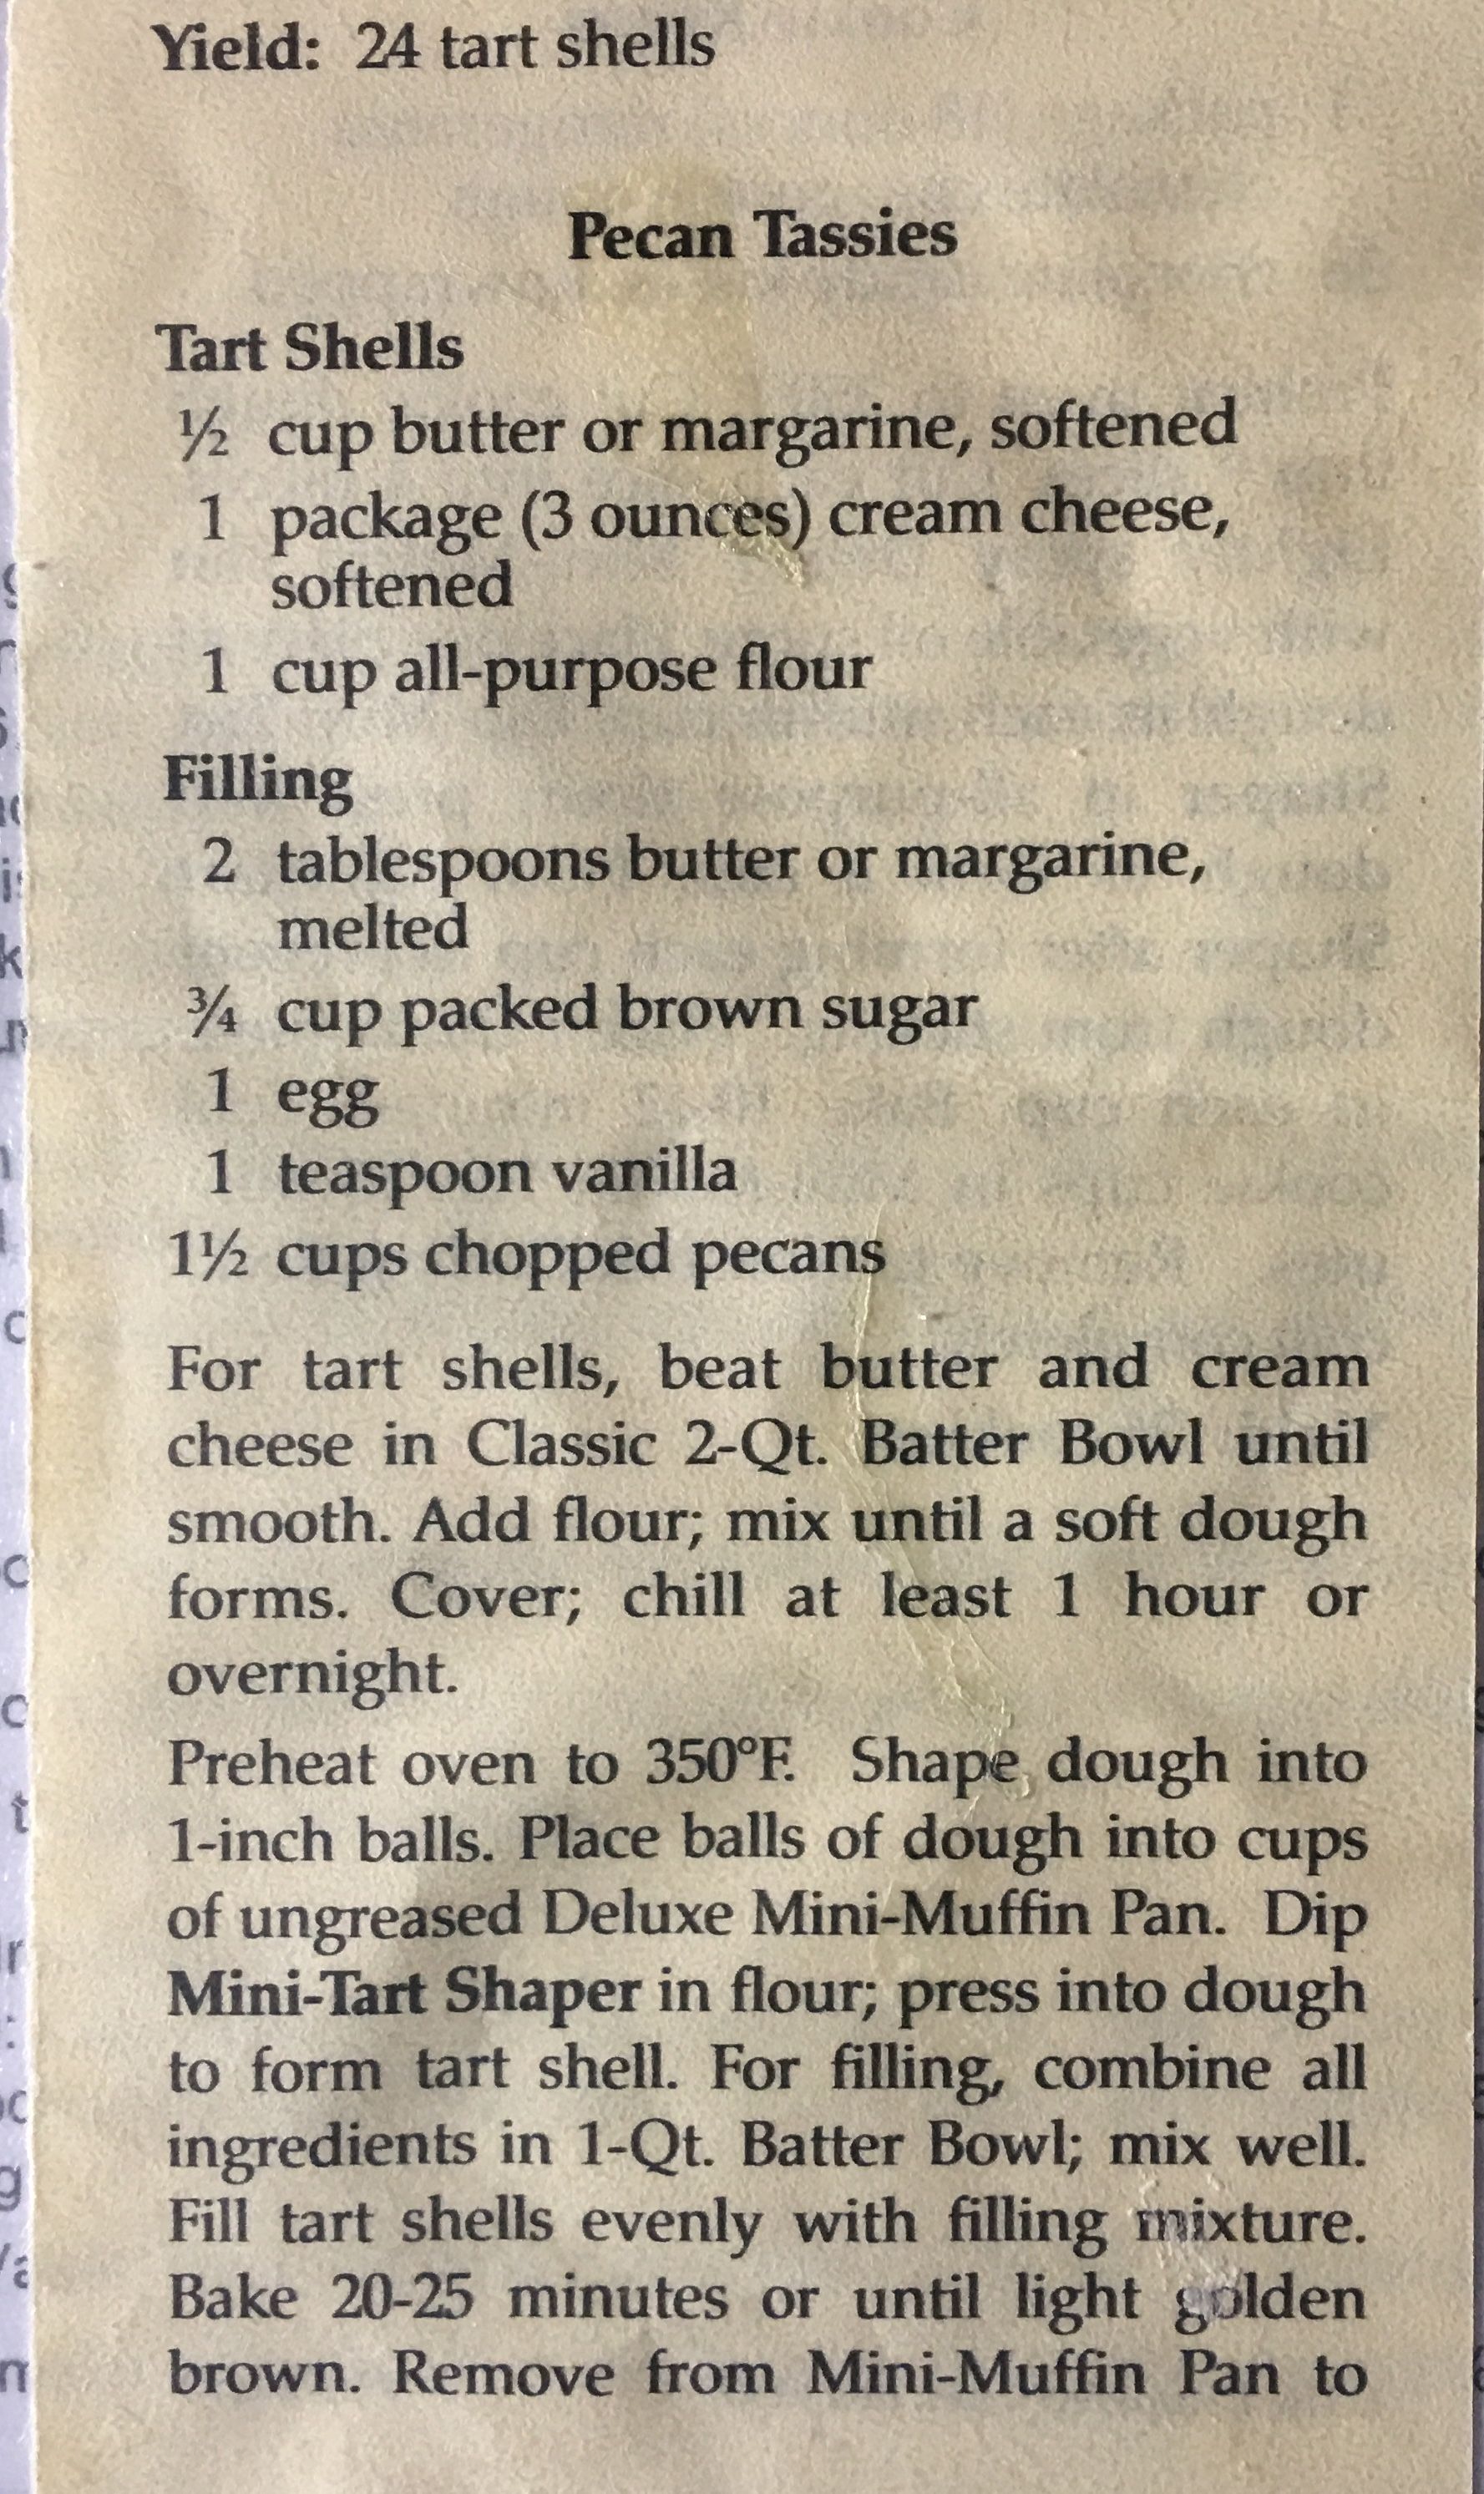 Yield: 24 tart shells
Pecan Tassies
Tart Shells
½ cup butter or margarine, softened
1 package (3 ounces) cream cheese,
softened
1 cup all-purpose flour
Filling
2 tablespoons butter or margarine,
melted
¾ cup packed brown sugar
1 egg
1 teaspoon vanilla
1½ cups chopped pecans
For tart shells, beat butter and cream
cheese in Classic 2-Qt. Batter Bowl until
smooth. Add flour; mix until a soft dough
forms. Cover; chill at least 1 hour or
overnight.
Preheat oven to 350°F. Shape dough into
1-inch balls. Place balls of dough into cups
of ungreased Deluxe Mini-Muffin Pan. Dip
Mini-Tart Shaper in flour; press into dough
to form tart shell. For filling, combine all
ingredients in 1-Qt. Batter Bowl; mix well.
Fill tart shells evenly with filling mixture.
Bake 20-25 minutes or until light golden
brown. Remove from Mini-Muffin Pan to